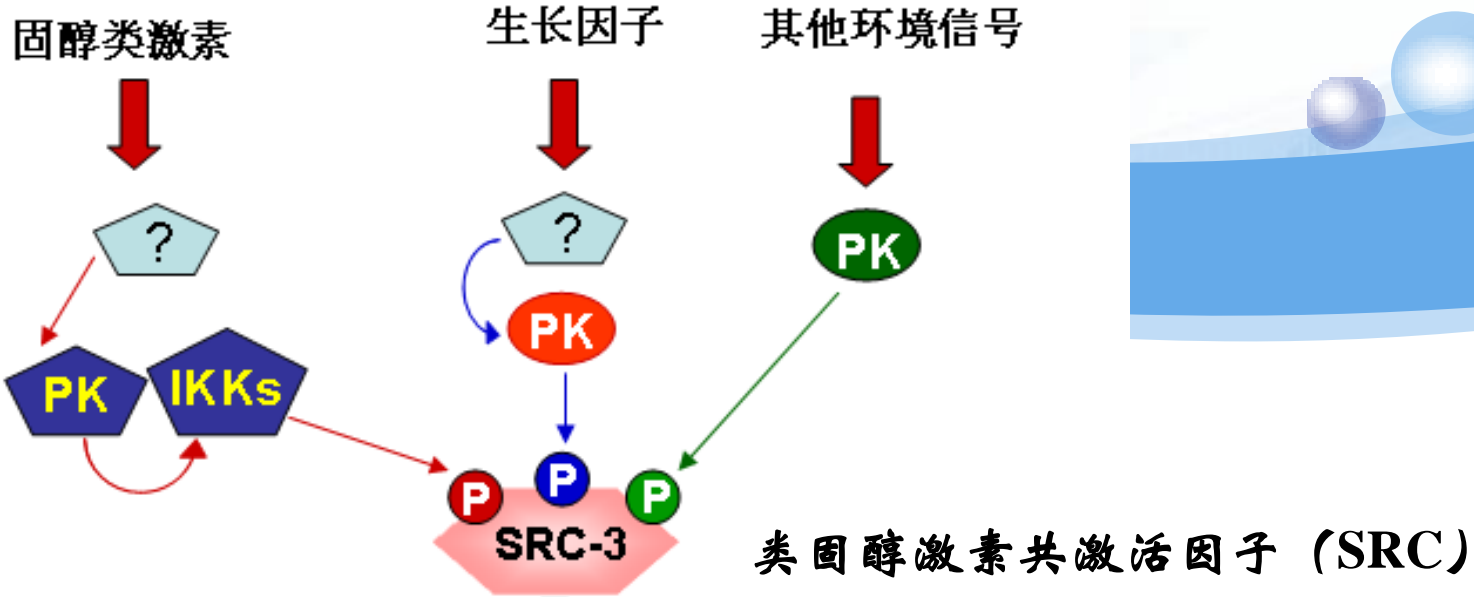 固醇类激素
生长因子
其他环境信号
?
?
PK
PK
PK
IKKs
P
P
P
SRC-3
类固醇激素共激活因子（SRC）